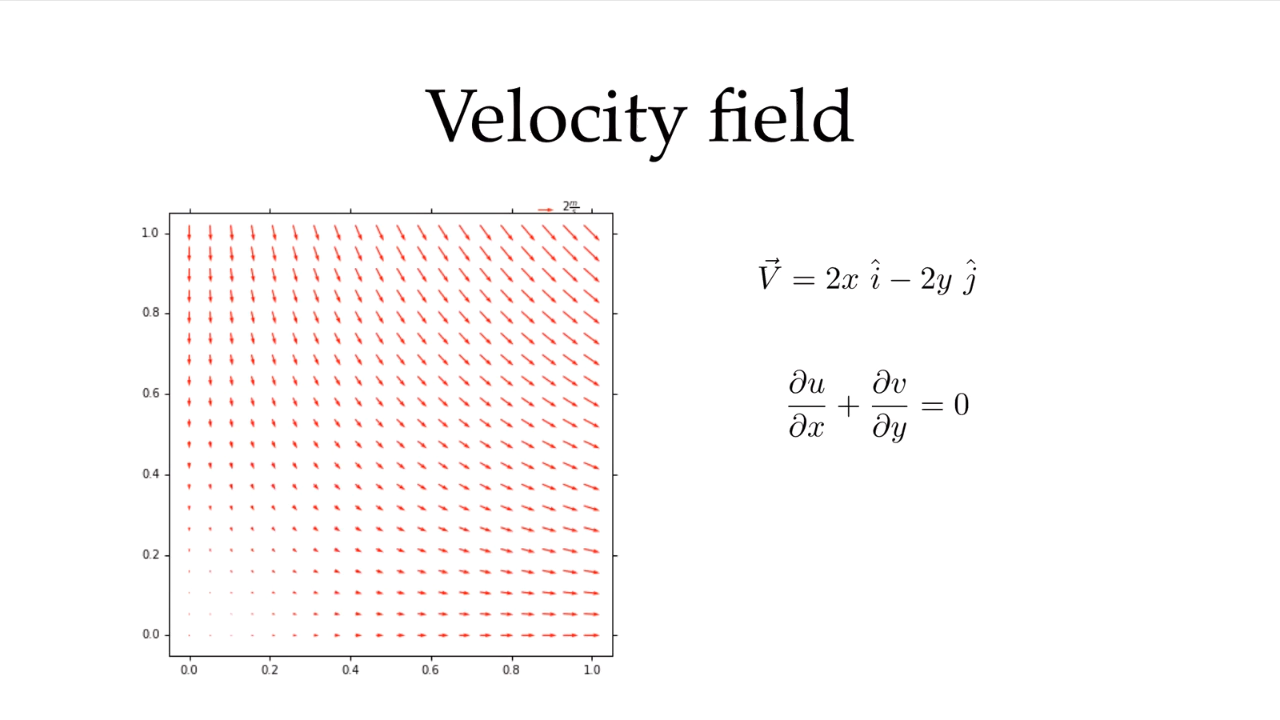 Velocity field
2 m/s
1.0
0.8
0.6
0.4
0.2
0.0
0.0 0.2 0.4 0.6 0.8 1.0
V⃗ = 2x î − 2y ĵ
∂u/∂x + ∂v/∂y = 0